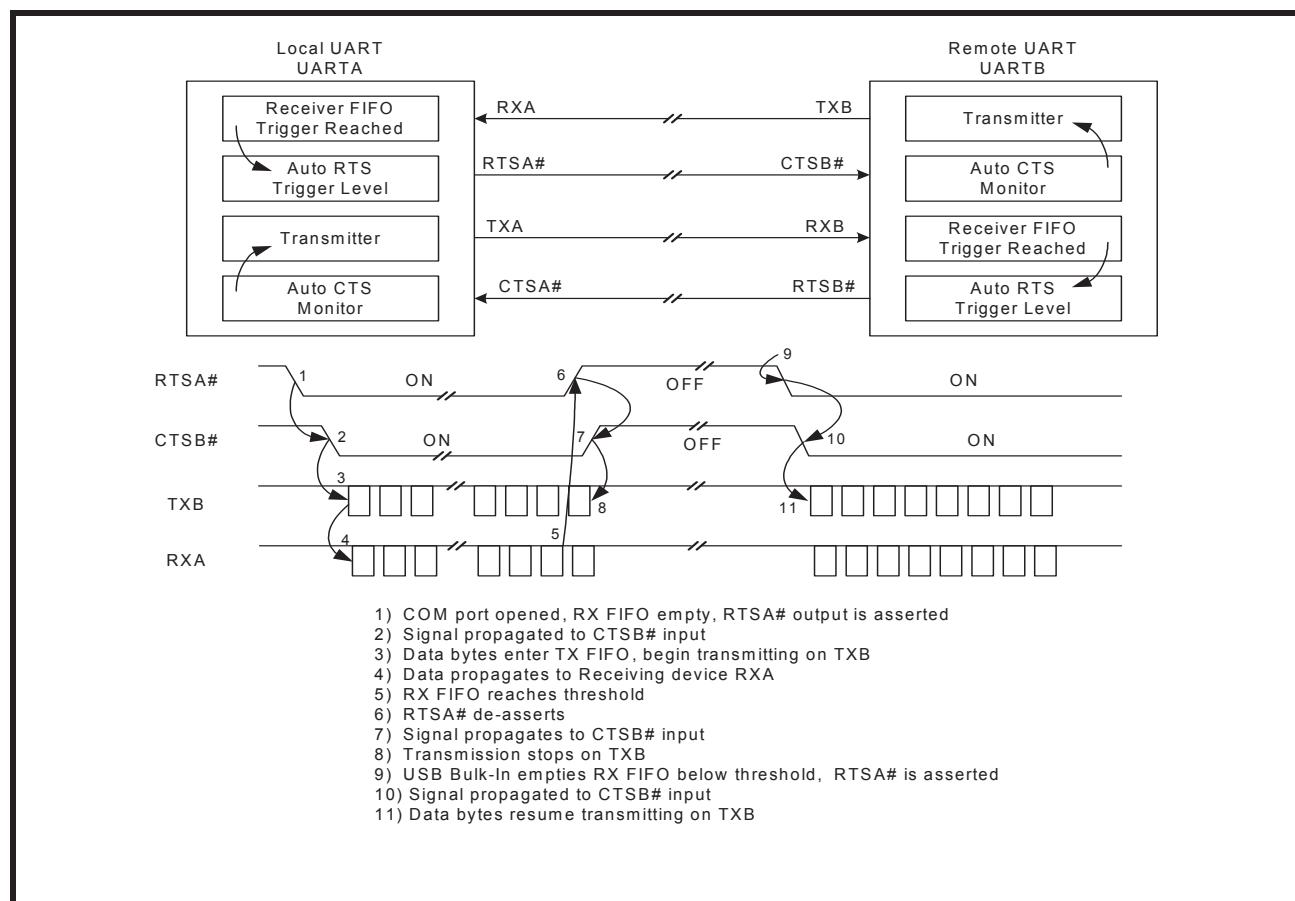 Local UART
UARTA
Remote UART
UARTB
Receiver FIFO
Trigger Reached
RXA
TXB
Transmitter
Auto RTS
Trigger Level
RTSA#
CTSB#
Auto CTS
Monitor
Transmitter
TXA
RXB
Receiver FIFO
Trigger Reached
Auto CTS
Monitor
CTSA#
RTSB#
Auto RTS
Trigger Level
RTSA#
1
ON
6
OFF
9
ON
CTSB#
2
ON
7
OFF
10
ON
TXB
3
8
11
RXA
4
5
1) COM port opened, RX FIFO empty, RTSA# output is asserted
2) Signal propagated to CTSB# input
3) Data bytes enter TX FIFO, begin transmitting on TXB
4) Data propagates to Receiving device RXA
5) RX FIFO reaches threshold
6) RTSA# de-asserts
7) Signal propagates to CTSB# input
8) Transmission stops on TXB
9) USB Bulk-In empties RX FIFO below threshold, RTSA# is asserted
10) Signal propagated to CTSB# input
11) Data bytes resume transmitting on TXB